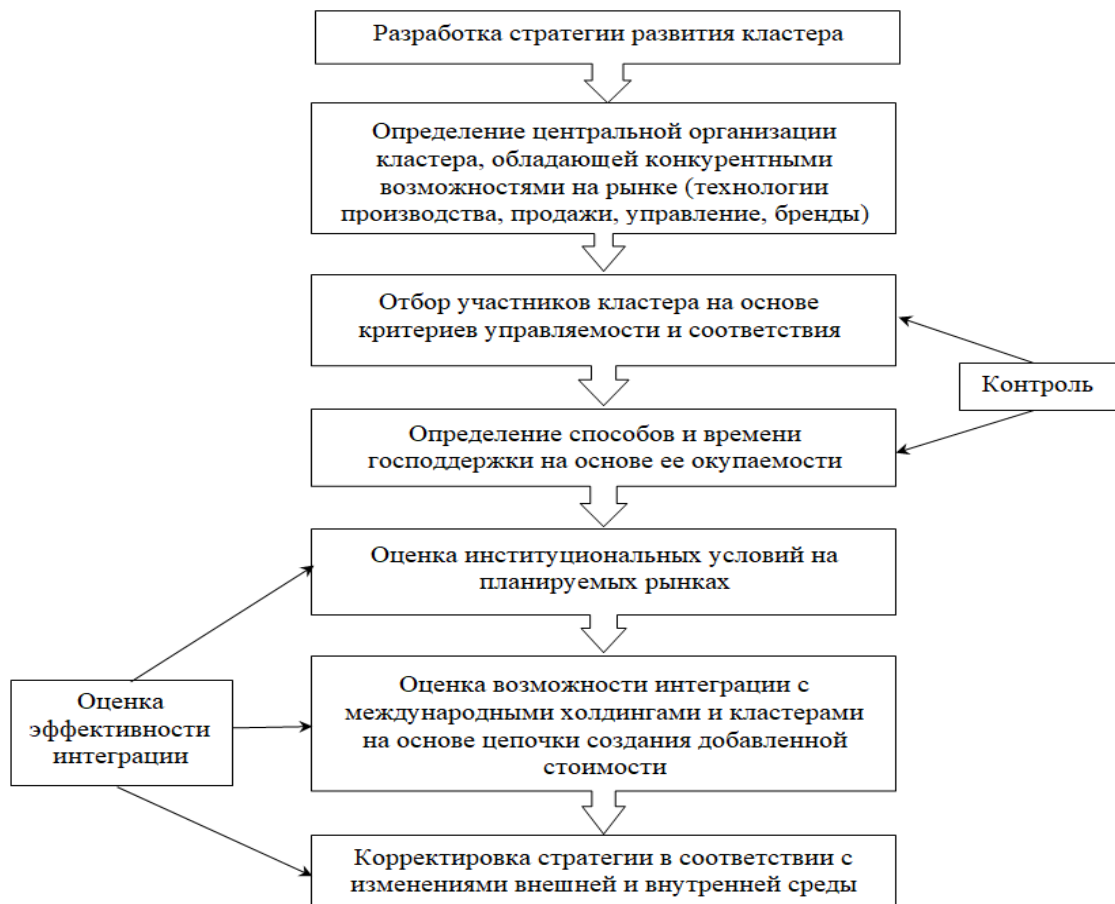 Разработка стратегии развития кластера
Определение центральной организации
кластера, обладающей конкурентными
возможностями на рынке (технологии
производства, продажи, управление, бренды)
Отбор участников кластера на основе
критериев управляемости и соответствия
Контроль
Определение способов и времени
господдержки на основе ее окупаемости
Оценка институциональных условий на
планируемых рынках
Оценка
эффективности
интеграции
Оценка возможности интеграции с
международными холдингами и кластерами
на основе цепочки создания добавленной
стоимости
Корректировка стратегии в соответствии с
изменениями внешней и внутренней среды